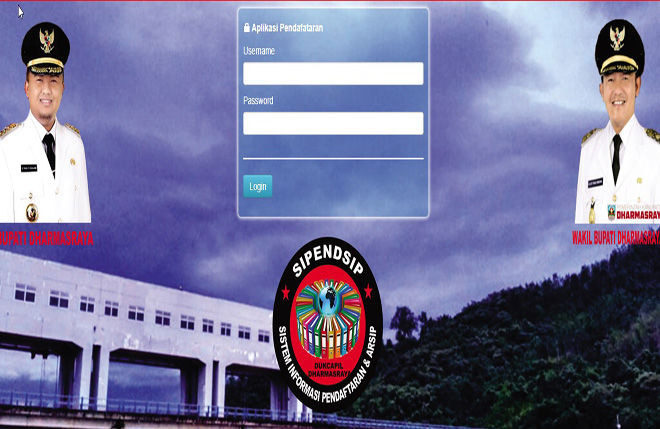 Aplikasi Pendafataran
Username
Password
Login
BUPATI DHARMASRAYA
DHARMASRAYA
WAKIL BUPATI DHARMASRAYA
SIPENDSIP
DUKCAPIL
DHARMASRAYA
SISTEM INFORMASI PENDAFTARAN & ARSIP